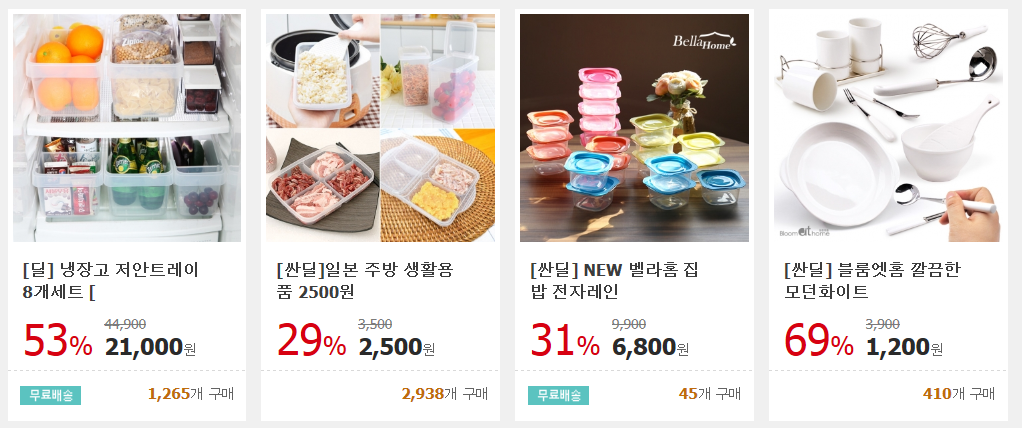 Ziploc
Bella Home
Bloom eit home
[딜] 냉장고 저안트레이
8개세트 [
53%
44,900
21,000원
무료배송
1,265개 구매
[싼딜]일본 주방 생활용
품 2500원
29%
3,500
2,500원
2,938개 구매
[싼딜] NEW 벨라홈 집
밥 전자레인
31%
9,900
6,800원
무료배송
45개 구매
[싼딜] 블룸엣홈 깔끔한
모던화이트
69%
3,900
1,200원
410개 구매